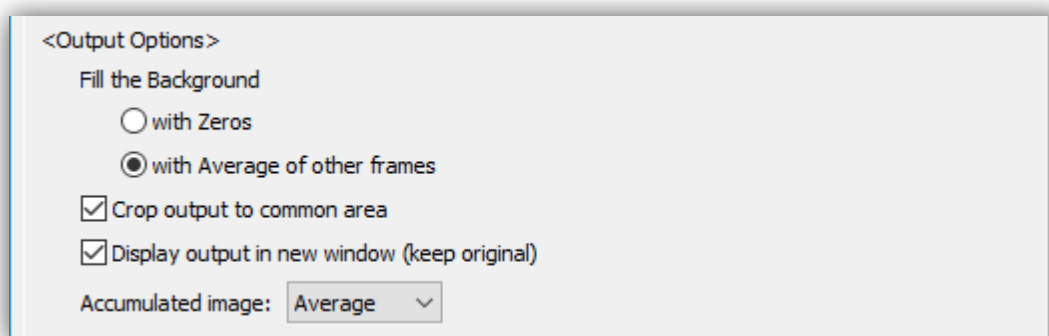 <Output Options>
Fill the Background
with Zeros
with Average of other frames
Crop output to common area
Display output in new window (keep original)
Accumulated image: Average